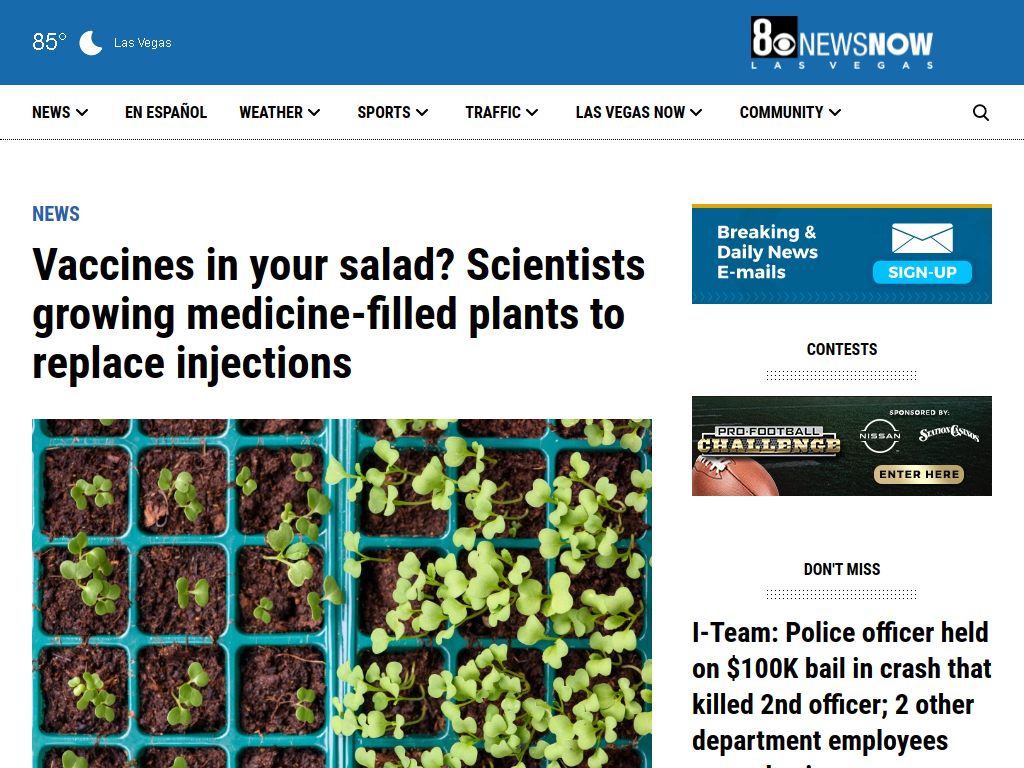 85° Las Vegas
8 NEWSNOW
LAS VEGAS
NEWS EN ESPAÑOL WEATHER SPORTS TRAFFIC LAS VEGAS NOW COMMUNITY
NEWS
Vaccines in your salad? Scientists
growing medicine-filled plants to
replace injections
Breaking &
Daily News
E-mails
SIGN-UP
CONTESTS
SPONSORED BY:
PRO-FOOTBALL
CHALLENGE
NISSAN
Station Casinos
ENTER HERE
DON'T MISS
I-Team: Police officer held
on $100K bail in crash that
killed 2nd officer; 2 other
department employees